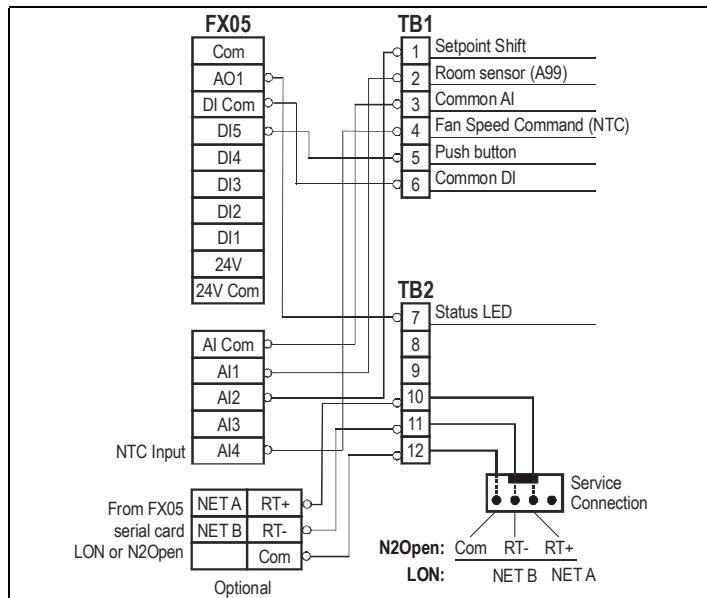 FX05 TB1
Com 1 Setpoint Shift
AO1 2 Room sensor (A99)
DI Com 3 Common AI
DI5 4 Fan Speed Command (NTC)
DI4 5 Push button
DI3 6 Common DI
DI2
DI1
24V
24V Com TB2
7 Status LED
AI Com 8
AI1 9
AI2 10
AI3 11
NTC Input AI4 12
Service
Connection
From FX05 NET A RT+
serial card NET B RT-
LON or N2Open Com
Optional
N2Open: Com RT- RT+
LON: NET B NET A